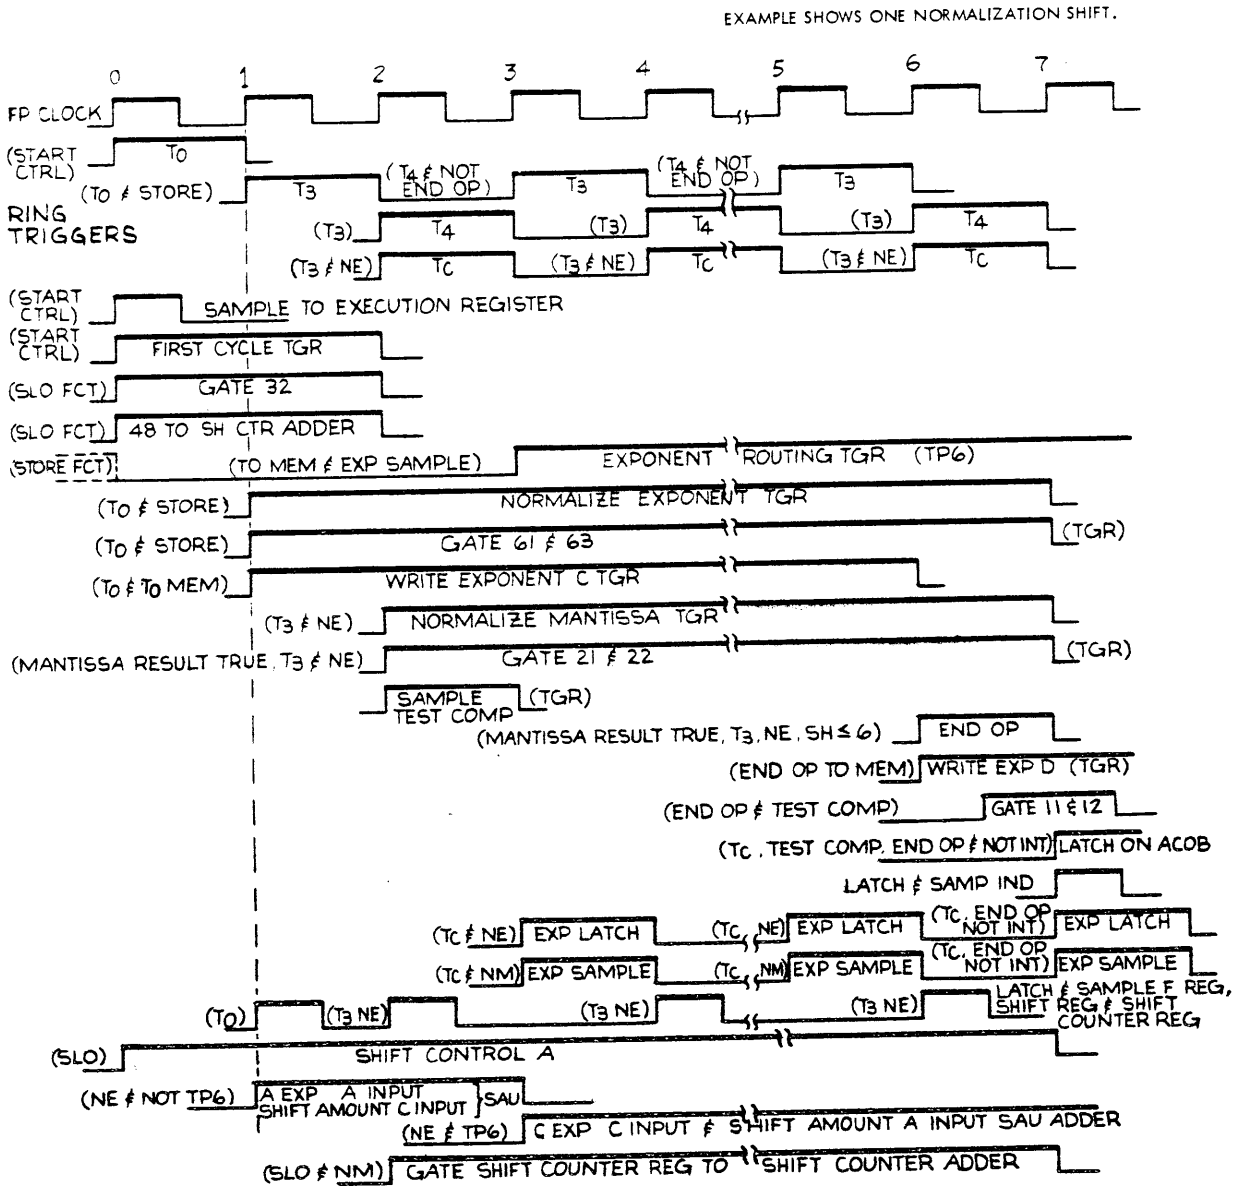 EXAMPLE SHOWS ONE NORMALIZATION SHIFT.
0 1 2 3 4 5 6 7
FP CLOCK
(START CTRL) T0
(T0 & STORE) T3 (T4 & NOT END OP) T3 (T4 & NOT END OP) T3
RING TRIGGERS
(T3) T4 (T3) T4 (T3) T4
(T3 & NE) TC (T3 & NE) TC (T3 & NE) TC
(START CTRL) SAMPLE TO EXECUTION REGISTER
(START CTRL) FIRST CYCLE TGR
(SLO FCT) GATE 32
(SLO FCT) 48 TO SH CTR ADDER
(STORE FCT) (TO MEM & EXP SAMPLE) EXPONENT ROUTING TGR (TP6)
(T0 & STORE) NORMALIZE EXPONENT TGR
(T0 & STORE) GATE 61 & 63 (TGR)
(T0 & TO MEM) WRITE EXPONENT C TGR
(T3 & NE) NORMALIZE MANTISSA TGR
(MANTISSA RESULT TRUE, T3 & NE) GATE 21 & 22 (TGR)
SAMPLE TEST COMP (TGR)
(MANTISSA RESULT TRUE, T3, NE, SH ≤ 6) END OP
(END OP TO MEM) WRITE EXP D (TGR)
(END OP & TEST COMP) GATE 11 & 12
(TC, TEST COMP, END OP & NOT INT) LATCH ON ACOB
LATCH & SAMP IND
(TC & NE) EXP LATCH (TC, NE) EXP LATCH (TC, END OP NOT INT) EXP LATCH
(TC & NM) EXP SAMPLE (TC, NM) EXP SAMPLE (TC, END OP NOT INT) EXP SAMPLE
(T0) (T3 NE) (T3 NE) (T3 NE) LATCH & SAMPLE F REG, SHIFT REG & SHIFT COUNTER REG
(SLO) SHIFT CONTROL A
(NE & NOT TP6) A EXP A INPUT SHIFT AMOUNT C INPUT } SAU
(NE & TP6) C EXP C INPUT & SHIFT AMOUNT A INPUT SAU ADDER
(SLO & NM) GATE SHIFT COUNTER REG TO SHIFT COUNTER ADDER